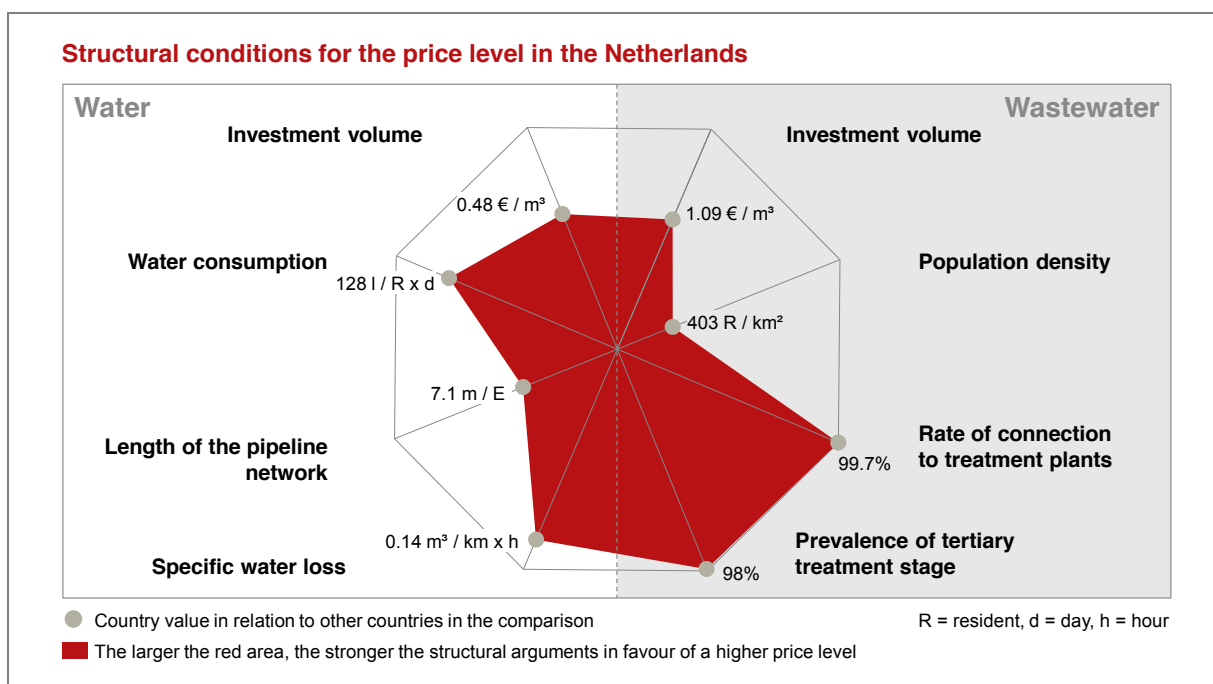 Structural conditions for the price level in the Netherlands
Water
Wastewater
Investment volume
Investment volume
0.48 € / m³
1.09 € / m³
Water consumption
128 l / R x d
Population density
403 R / km²
7.1 m / E
Length of the pipeline
network
Rate of connection
to treatment plants
99.7%
0.14 m³ / km x h
Specific water loss
Prevalence of tertiary
treatment stage
98%
Country value in relation to other countries in the comparison
R = resident, d = day, h = hour
The larger the red area, the stronger the structural arguments in favour of a higher price level